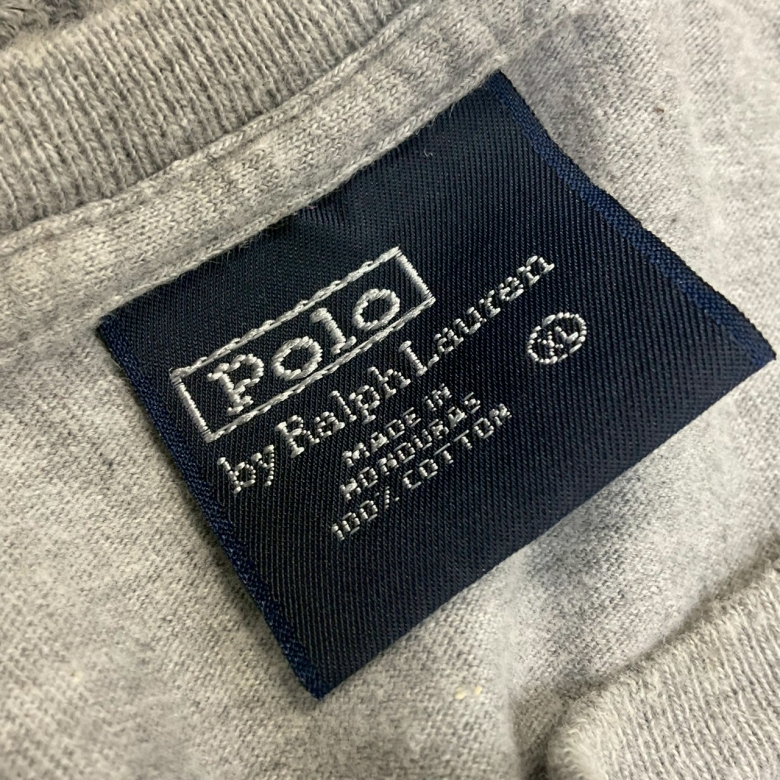 Polo
by Ralph Lauren
XL
MADE IN
HONDURAS
100% COTTON